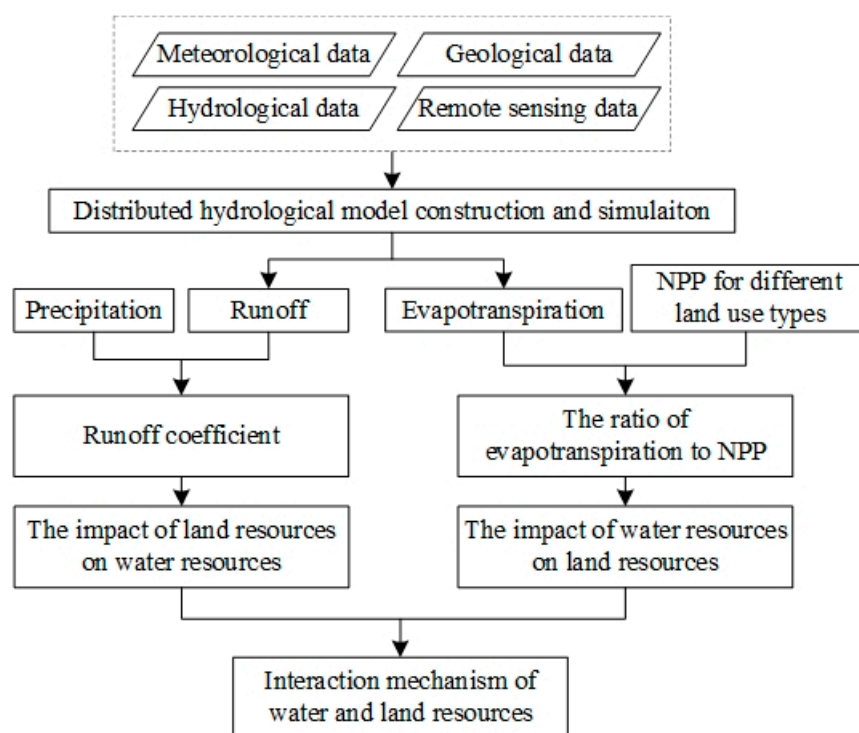 Meteorological data
Geological data
Hydrological data
Remote sensing data
Distributed hydrological model construction and simulaiton
Precipitation
Runoff
Evapotranspiration
NPP for different
land use types
Runoff coefficient
The ratio of
evapotranspiration to NPP
The impact of land resources
on water resources
The impact of water resources
on land resources
Interaction mechanism of
water and land resources